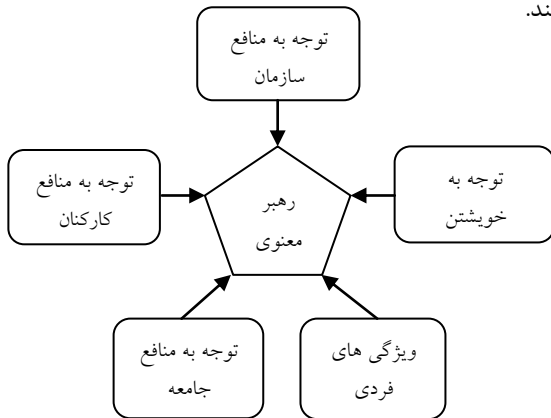 ند.
توجه به منافع
سازمان
توجه به
خویشتن
رهبر
معنوی
توجه به منافع
کارکنان
ویژگی های
فردی
توجه به منافع
جامعه